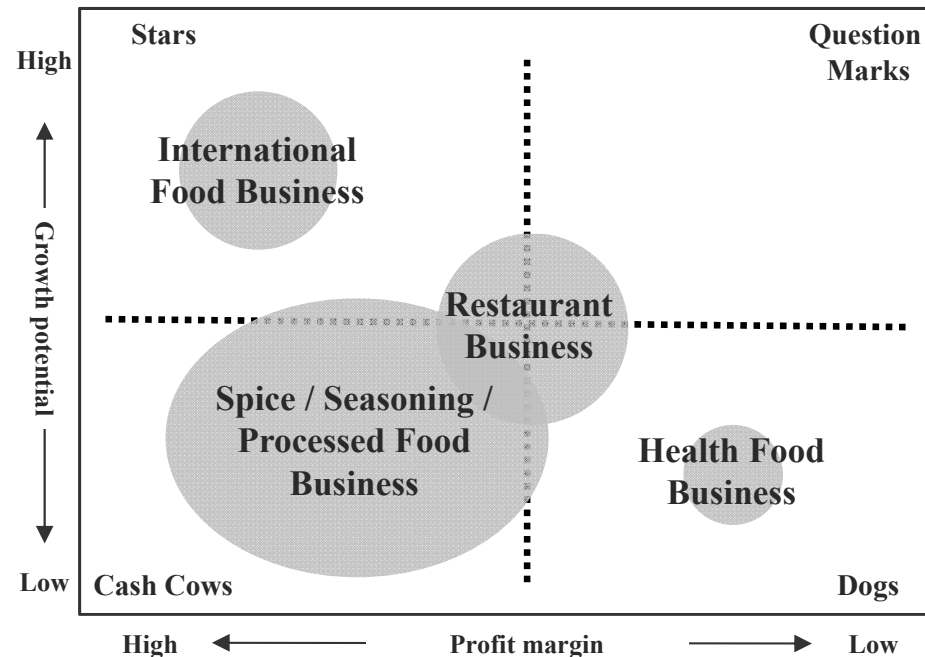 Stars
Question
Marks
High
International
Food Business
Growth potential
Restaurant
Business
Spice / Seasoning /
Processed Food
Business
Health Food
Business
Low
Cash Cows
Dogs
High
Profit margin
Low